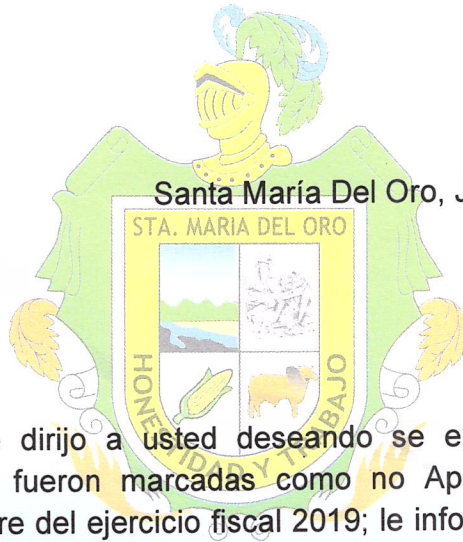 Santa María Del Oro, J
STA. MARIA DEL ORO
HONESTIDAD Y TRABAJO
dirijo a usted deseando se e
fueron marcadas como no Ap
re del ejercicio fiscal 2019; le info